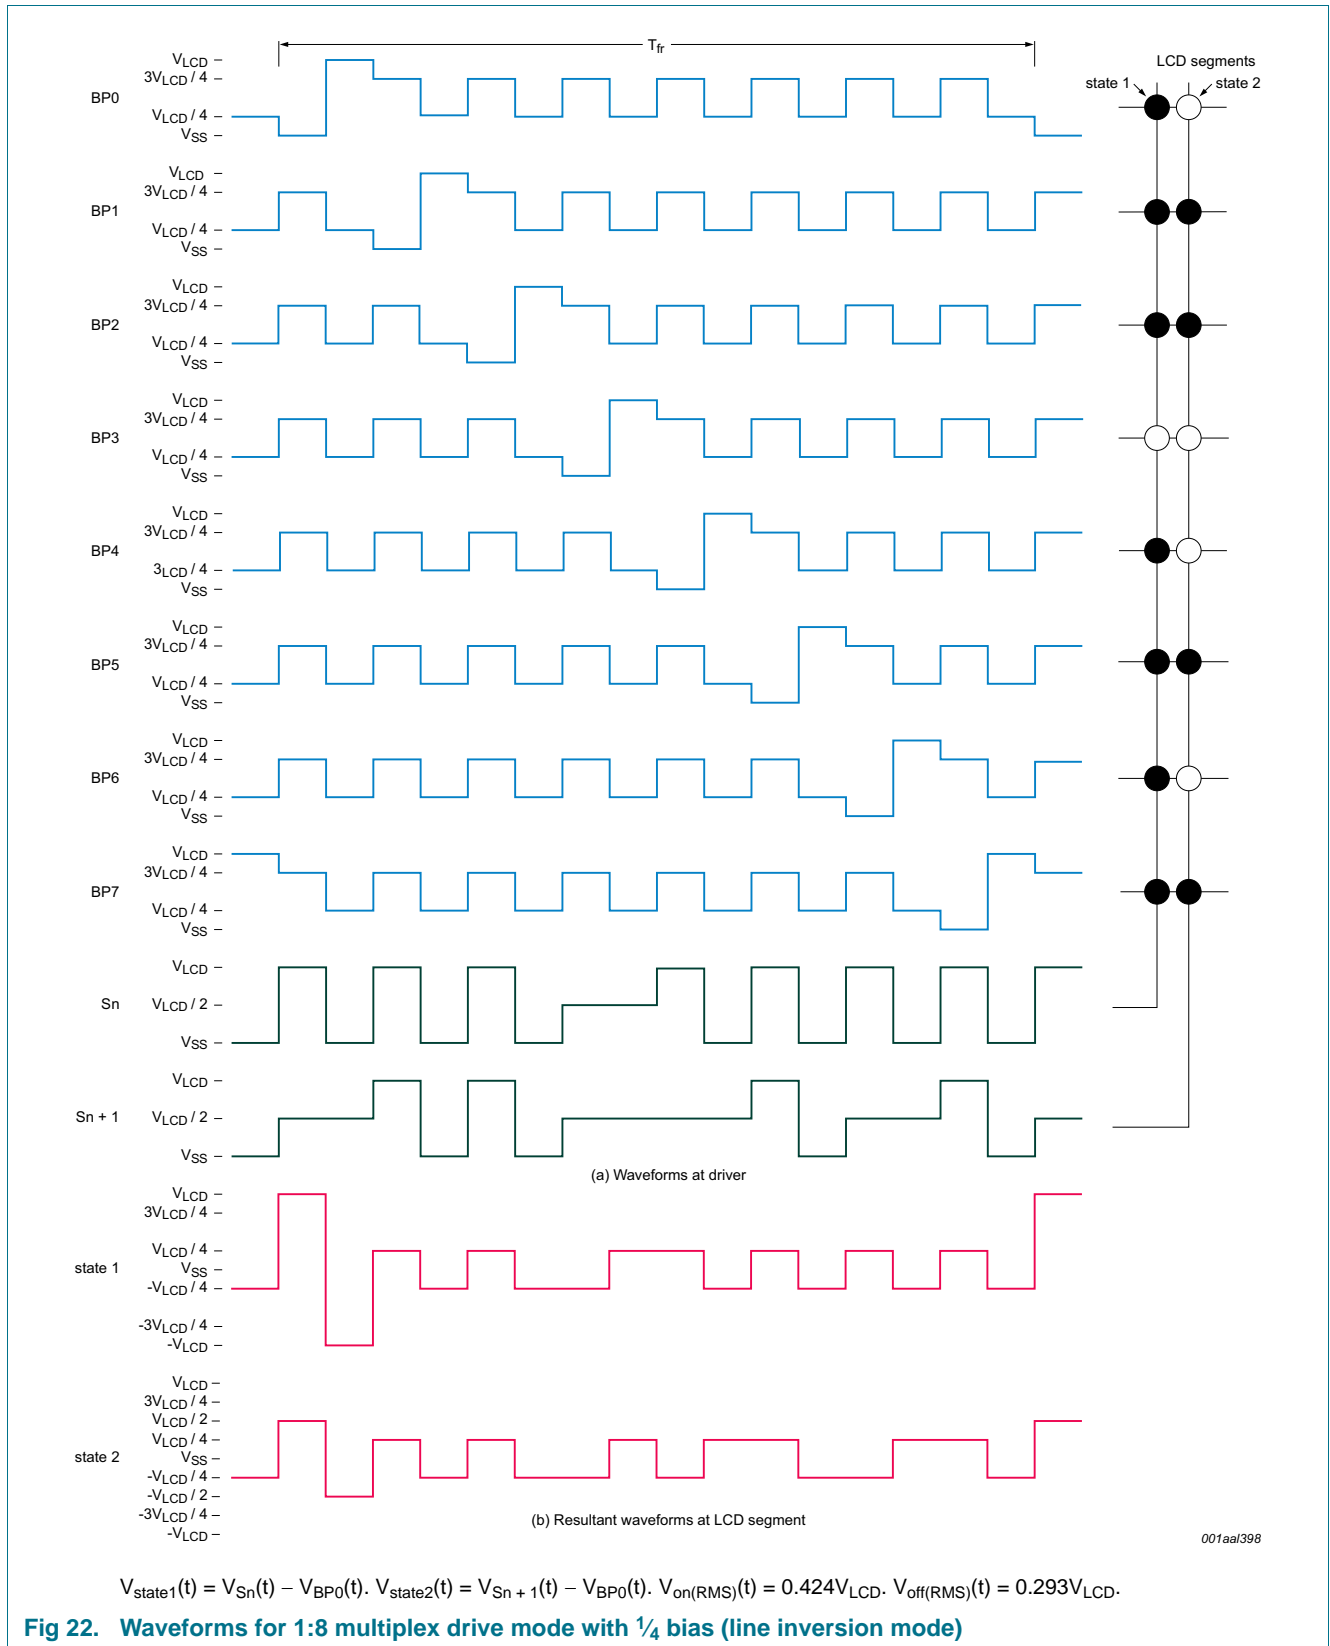 Tfr
VLCD
3VLCD / 4
BP0
VLCD / 4
VSS
LCD segments
state 1
state 2
VLCD
3VLCD / 4
BP1
VLCD / 4
VSS
VLCD
3VLCD / 4
BP2
VLCD / 4
VSS
VLCD
3VLCD / 4
BP3
VLCD / 4
VSS
VLCD
3VLCD / 4
BP4
3LCD / 4
VSS
VLCD
3VLCD / 4
BP5
VLCD / 4
VSS
VLCD
3VLCD / 4
BP6
VLCD / 4
VSS
VLCD
3VLCD / 4
BP7
VLCD / 4
VSS
VLCD
Sn
VLCD / 2
VSS
VLCD
Sn + 1
VLCD / 2
VSS
(a) Waveforms at driver
VLCD
3VLCD / 4
VLCD / 4
state 1
VSS
-VLCD / 4
-3VLCD / 4
-VLCD
VLCD
3VLCD / 4
VLCD / 2
VLCD / 4
state 2
VSS
-VLCD / 4
-VLCD / 2
-3VLCD / 4
-VLCD
(b) Resultant waveforms at LCD segment
001aal398
Vstate1(t) = VSn(t) − VBP0(t). Vstate2(t) = VSn + 1(t) − VBP0(t). Von(RMS)(t) = 0.424VLCD. Voff(RMS)(t) = 0.293VLCD.
Fig 22. Waveforms for 1:8 multiplex drive mode with 1⁄4 bias (line inversion mode)